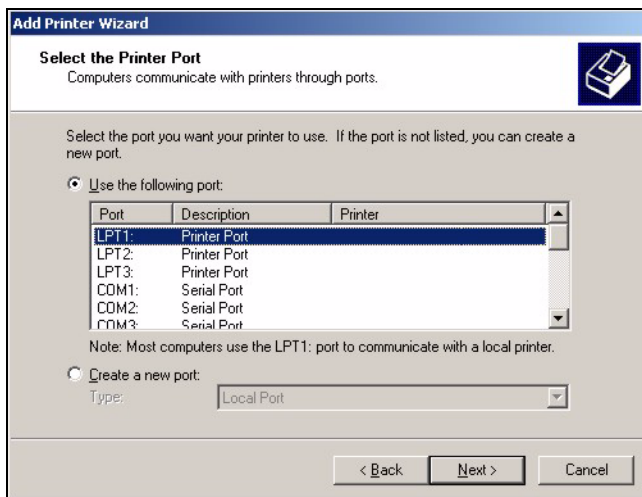 Add Printer Wizard
Select the Printer Port
Computers communicate with printers through ports.
Select the port you want your printer to use. If the port is not listed, you can create a
new port.
Use the following port:
Port Description Printer
LPT1: Printer Port
LPT2: Printer Port
LPT3: Printer Port
COM1: Serial Port
COM2: Serial Port
COM3: Serial Port
Note: Most computers use the LPT1: port to communicate with a local printer.
Create a new port:
Type: Local Port
< Back Next > Cancel